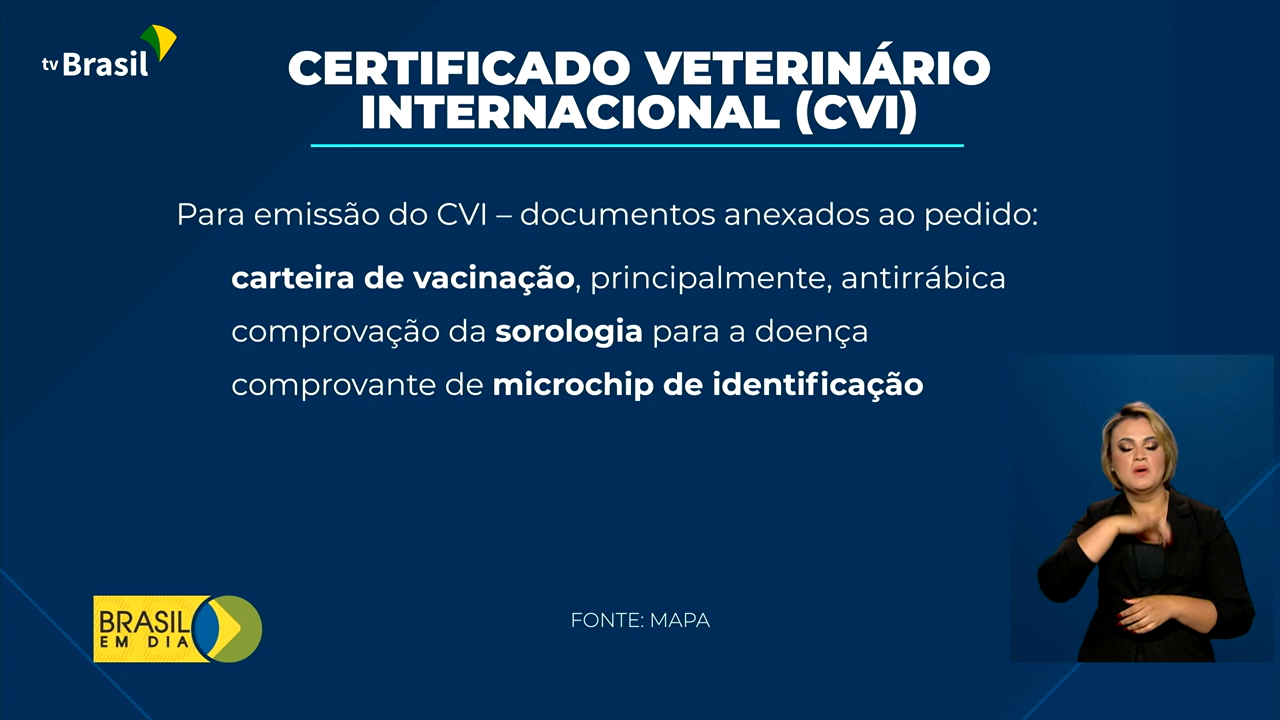 tv Brasil
CERTIFICADO VETERINÁRIO
INTERNACIONAL (CVI)
Para emissão do CVI – documentos anexados ao pedido:
carteira de vacinação, principalmente, antirrábica
comprovação da sorologia para a doença
comprovante de microchip de identificação
BRASIL
EM DIA
FONTE: MAPA